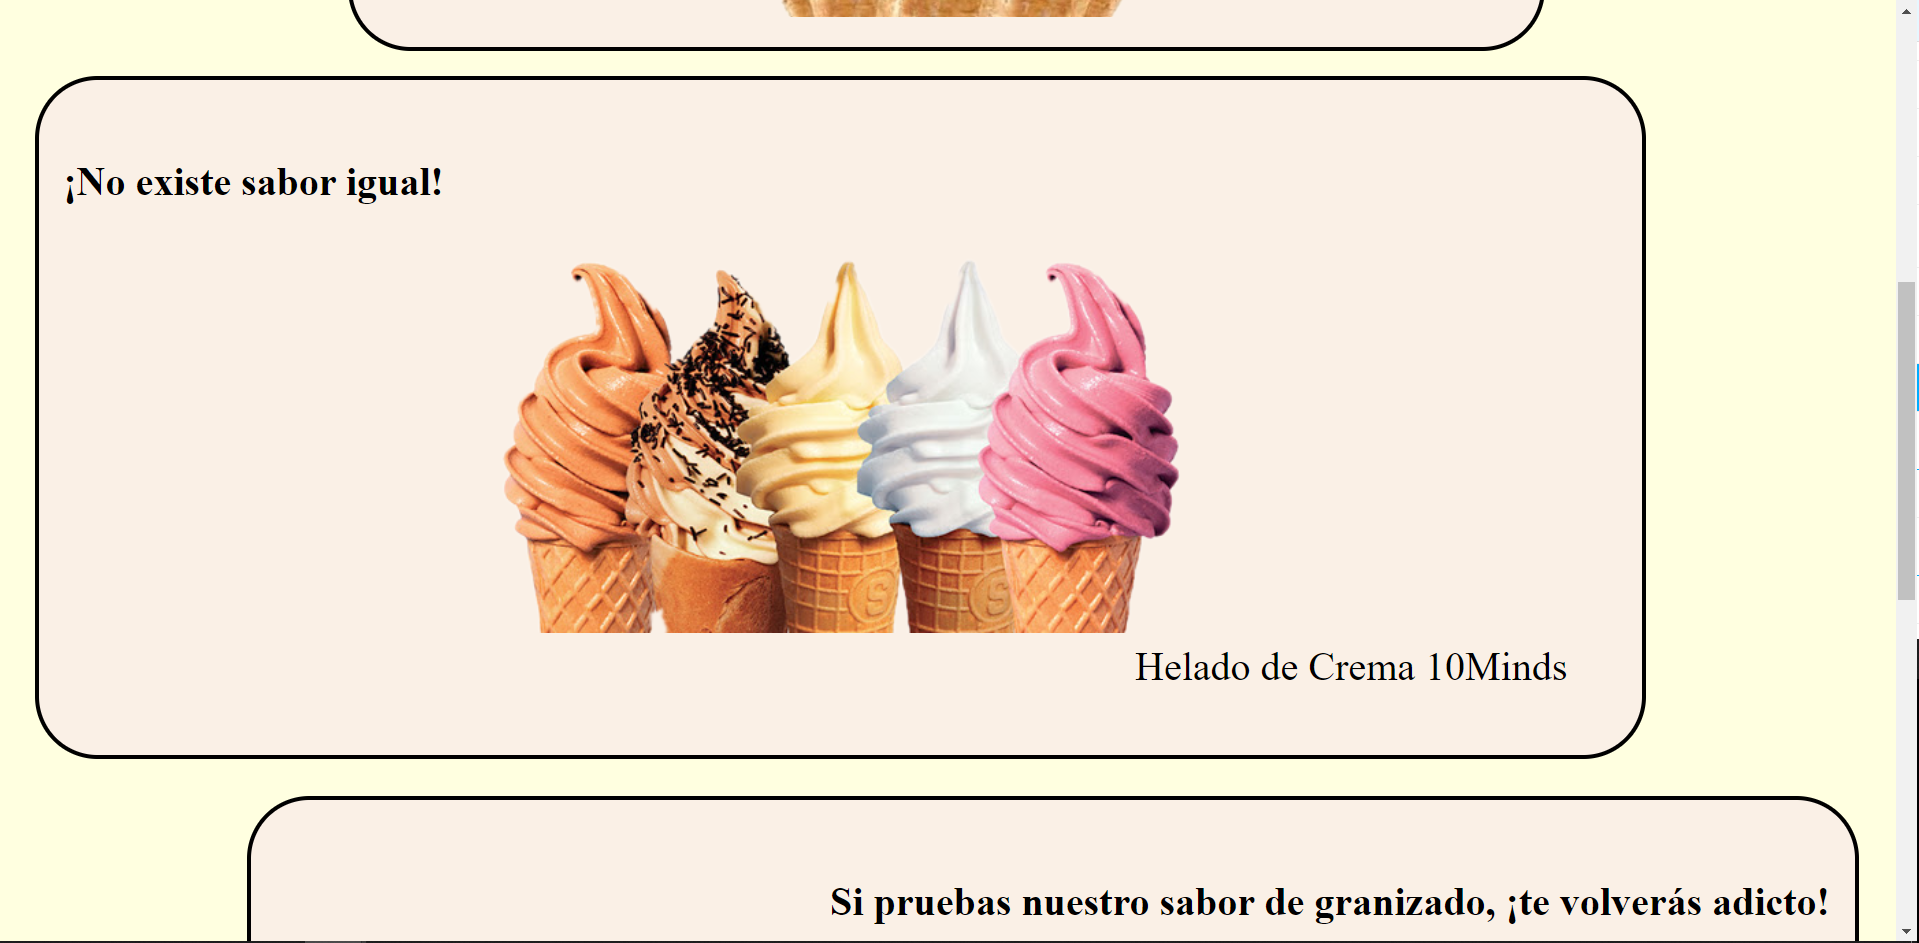 ¡No existe sabor igual!
S
S
Helado de Crema 10Minds
Si pruebas nuestro sabor de granizado, ¡te volverás adicto!